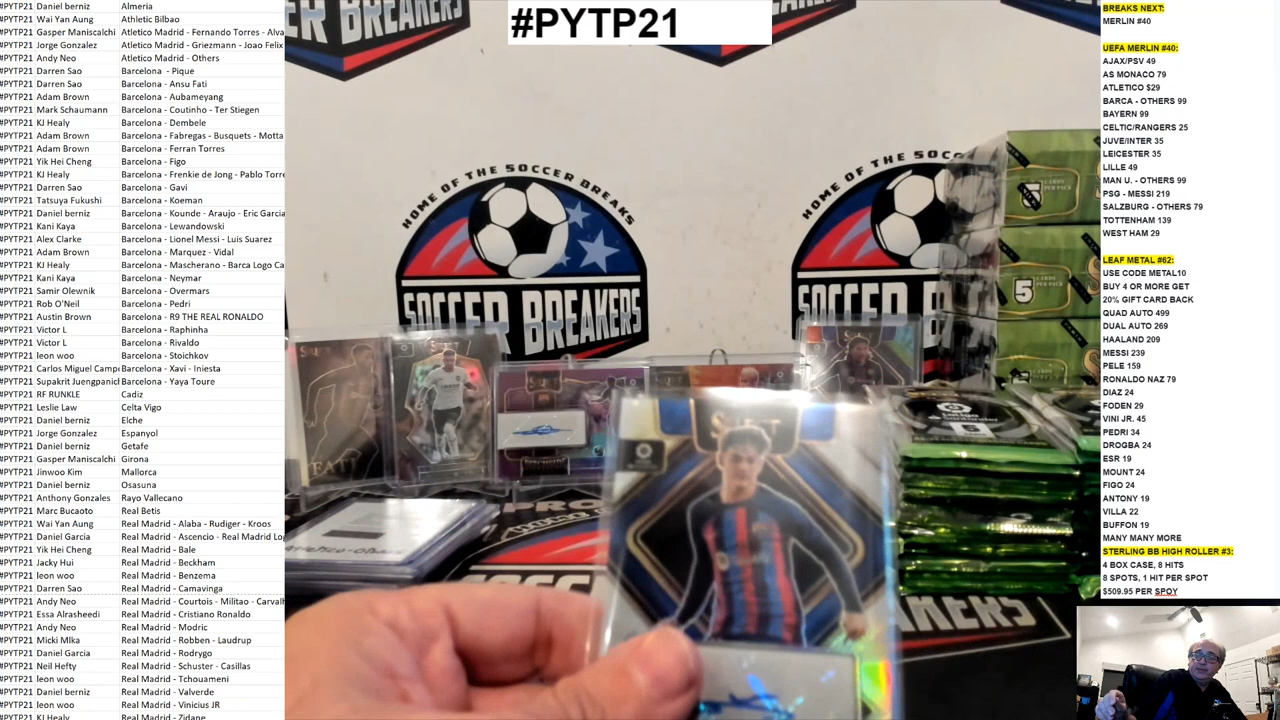 #PYTP21
#PYTP21 Daniel berniz Almeria
#PYTP21 Wai Yan Aung Athletic Bilbao
#PYTP21 Gasper Maniscalchi Atletico Madrid - Fernando Torres - Alva
#PYTP21 Jorge Gonzalez Atletico Madrid - Griezmann - Joao Felix
#PYTP21 Andy Neo Atletico Madrid - Others
#PYTP21 Darren Sao Barcelona - Pique
#PYTP21 Darren Sao Barcelona - Ansu Fati
#PYTP21 Adam Brown Barcelona - Aubameyang
#PYTP21 Mark Schaumann Barcelona - Coutinho - Ter Stiegen
#PYTP21 KJ Healy Barcelona - Dembele
#PYTP21 Adam Brown Barcelona - Fabregas - Busquets - Motta
#PYTP21 Adam Brown Barcelona - Ferran Torres
#PYTP21 Yik Hei Cheng Barcelona - Figo
#PYTP21 KJ Healy Barcelona - Frenkie de Jong - Pablo Torre
#PYTP21 Darren Sao Barcelona - Gavi
#PYTP21 Tatsuya Fukushi Barcelona - Koeman
#PYTP21 Daniel berniz Barcelona - Kounde - Araujo - Eric Garcia
#PYTP21 Kani Kaya Barcelona - Lewandowski
#PYTP21 Alex Clarke Barcelona - Lionel Messi - Luis Suarez
#PYTP21 Adam Brown Barcelona - Marquez - Vidal
#PYTP21 KJ Healy Barcelona - Mascherano - Barca Logo Ca
#PYTP21 Kani Kaya Barcelona - Neymar
#PYTP21 Samir Olewnik Barcelona - Overmars
#PYTP21 Rob O'Neil Barcelona - Pedri
#PYTP21 Austin Brown Barcelona - R9 THE REAL RONALDO
#PYTP21 Victor L Barcelona - Raphinha
#PYTP21 Victor L Barcelona - Rivaldo
#PYTP21 leon woo Barcelona - Stoichkov
#PYTP21 Carlos Miguel Camp Barcelona - Xavi - Iniesta
#PYTP21 Supakrit Juengpanicl Barcelona - Yaya Toure
#PYTP21 RF RUNKLE Cadiz
#PYTP21 Leslie Law Celta Vigo
#PYTP21 Daniel berniz Elche
#PYTP21 Jorge Gonzalez Espanyol
#PYTP21 Daniel berniz Getafe
#PYTP21 Gasper Maniscalchi Girona
#PYTP21 Jinwoo Kim Mallorca
#PYTP21 Daniel berniz Osasuna
#PYTP21 Anthony Gonzales Rayo Vallecano
#PYTP21 Marc Bucaoto Real Betis
#PYTP21 Wai Yan Aung Real Madrid - Alaba - Rudiger - Kroos
#PYTP21 Daniel Garcia Real Madrid - Ascencio - Real Madrid Log
#PYTP21 Yik Hei Cheng Real Madrid - Bale
#PYTP21 Jacky Hui Real Madrid - Beckham
#PYTP21 leon woo Real Madrid - Benzema
#PYTP21 Darren Sao Real Madrid - Camavinga
#PYTP21 Andy Neo Real Madrid - Courtois - Militao - Carvall
#PYTP21 Essa Alrasheedi Real Madrid - Cristiano Ronaldo
#PYTP21 Andy Neo Real Madrid - Modric
#PYTP21 Micki Mlka Real Madrid - Robben - Laudrup
#PYTP21 Daniel Garcia Real Madrid - Rodrygo
#PYTP21 Neil Hefty Real Madrid - Schuster - Casillas
#PYTP21 leon woo Real Madrid - Tchouameni
#PYTP21 Daniel berniz Real Madrid - Valverde
#PYTP21 leon woo Real Madrid - Vinicius JR
#PYTP21 KJ Healy Real Madrid - Zidane
SOCCER BREAKERS
HOME OF THE SOCCER BREAKS
SOCCER BREAKERS
HOME OF THE SOCC
SOCCER B
5 CARDS PER PACK
BREAKS NEXT:
MERLIN #40
UEFA MERLIN #40:
AJAX/PSV 49
AS MONACO 79
ATLETICO $29
BARCA - OTHERS 99
BAYERN 99
CELTIC/RANGERS 25
JUVE/INTER 35
LEICESTER 35
LILLE 49
MAN U. - OTHERS 99
PSG - MESSI 219
SALZBURG - OTHERS 79
TOTTENHAM 139
WEST HAM 29
LEAF METAL #62:
USE CODE METAL10
BUY 4 OR MORE GET
20% GIFT CARD BACK
QUAD AUTO 499
DUAL AUTO 269
HAALAND 209
MESSI 239
PELE 159
RONALDO NAZ 79
DIAZ 24
FODEN 29
VINI JR. 45
PEDRI 34
DROGBA 24
ESR 19
MOUNT 24
FIGO 24
ANTONY 19
VILLA 22
BUFFON 19
MANY MANY MORE
STERLING BB HIGH ROLLER #3:
4 BOX CASE, 8 HITS
8 SPOTS, 1 HIT PER SPOT
$509.95 PER SPOY